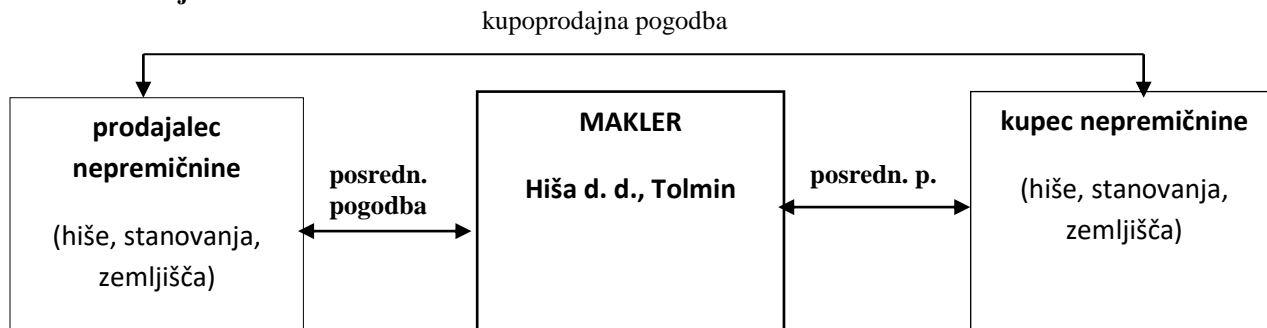 kupoprodajna pogodba
prodajalec
nepremičnine
(hiše, stanovanja,
zemljišča)
posredn.
pogodba
MAKLER
Hiša d. d., Tolmin
posredn. p.
kupec nepremičnine
(hiše, stanovanja,
zemljišča)